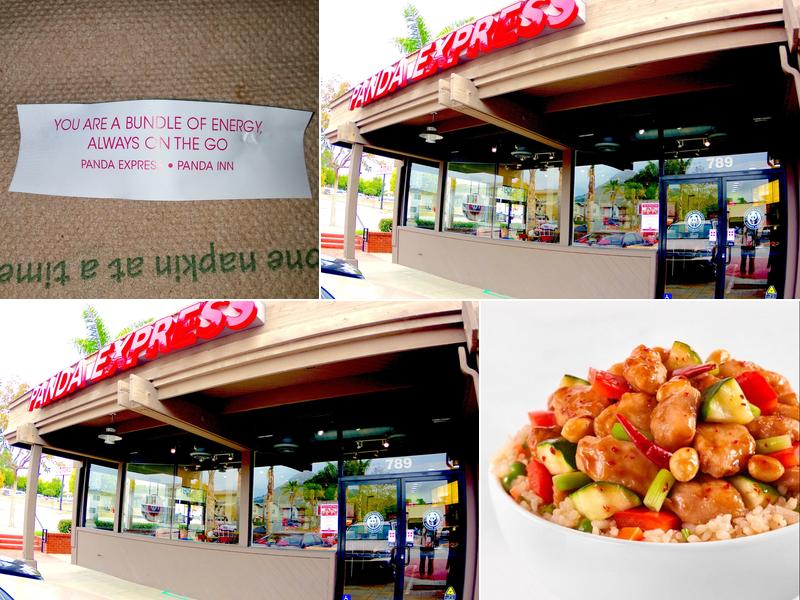 YOU ARE A BUNDLE OF ENERGY,
ALWAYS ON THE GO
PANDA EXPRESS • PANDA INN
one napkin at a time
PANDA EXPRESS
789
PANDA EXPRESS
789